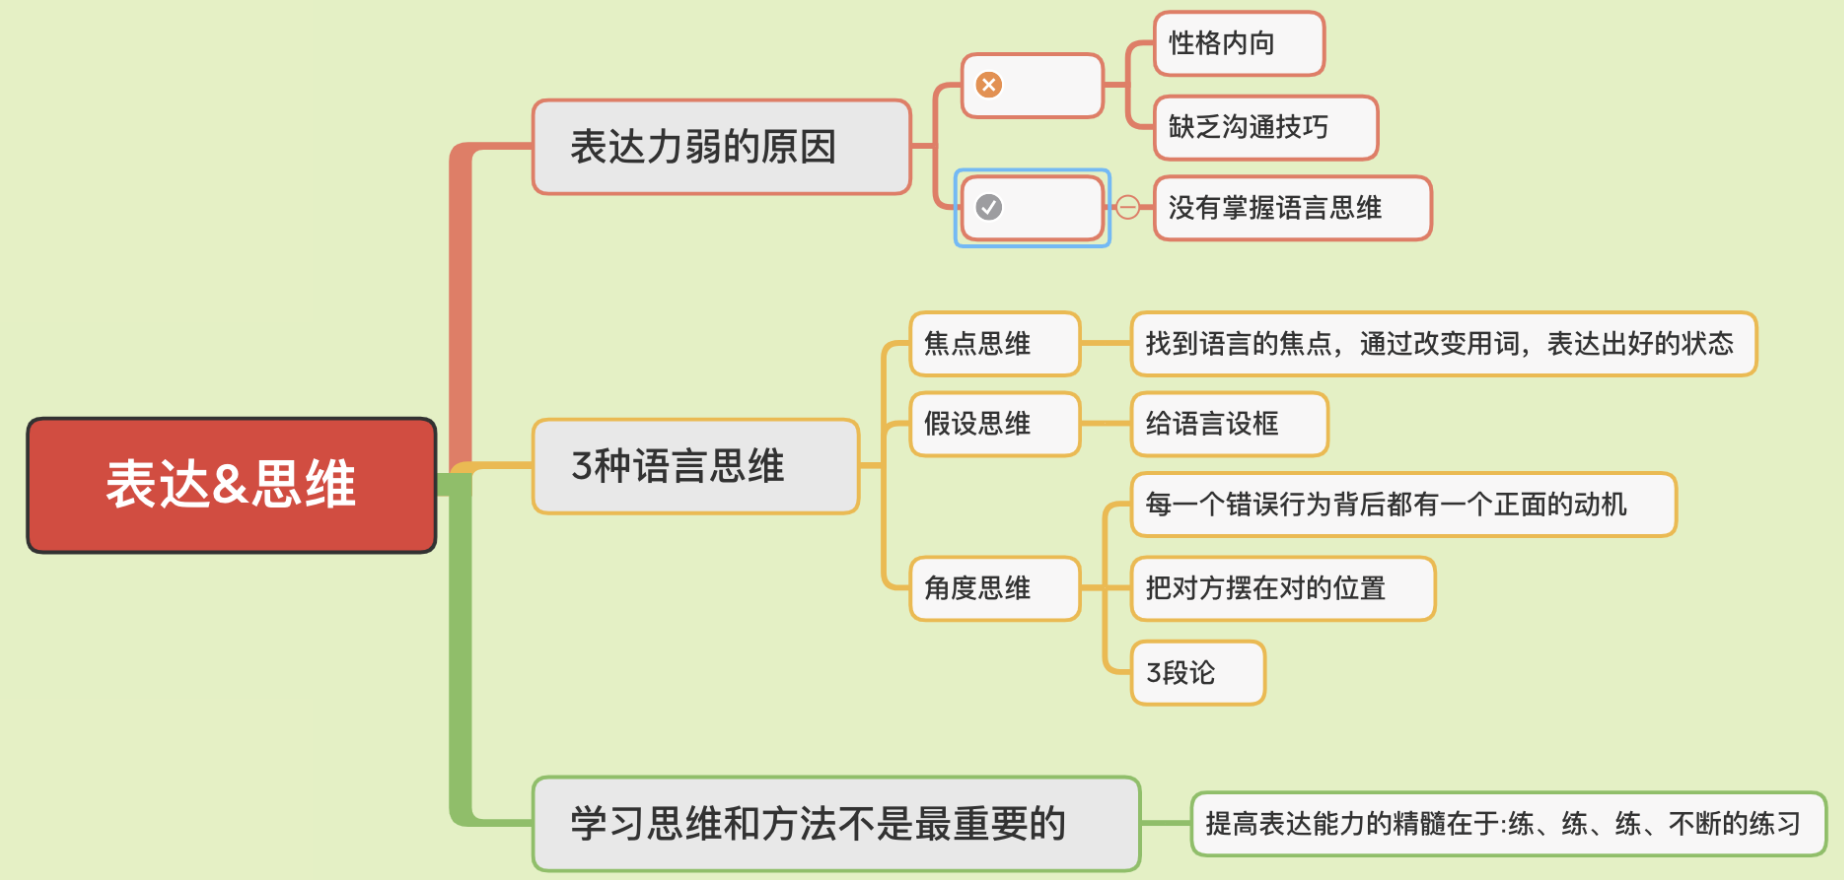 表达&思维
表达力弱的原因
性格内向
缺乏沟通技巧
没有掌握语言思维
3种语言思维
焦点思维
找到语言的焦点，通过改变用词，表达出好的状态
假设思维
给语言设框
角度思维
每一个错误行为背后都有一个正面的动机
把对方摆在对的位置
3段论
学习思维和方法不是最重要的
提高表达能力的精髓在于:练、练、练、不断的练习